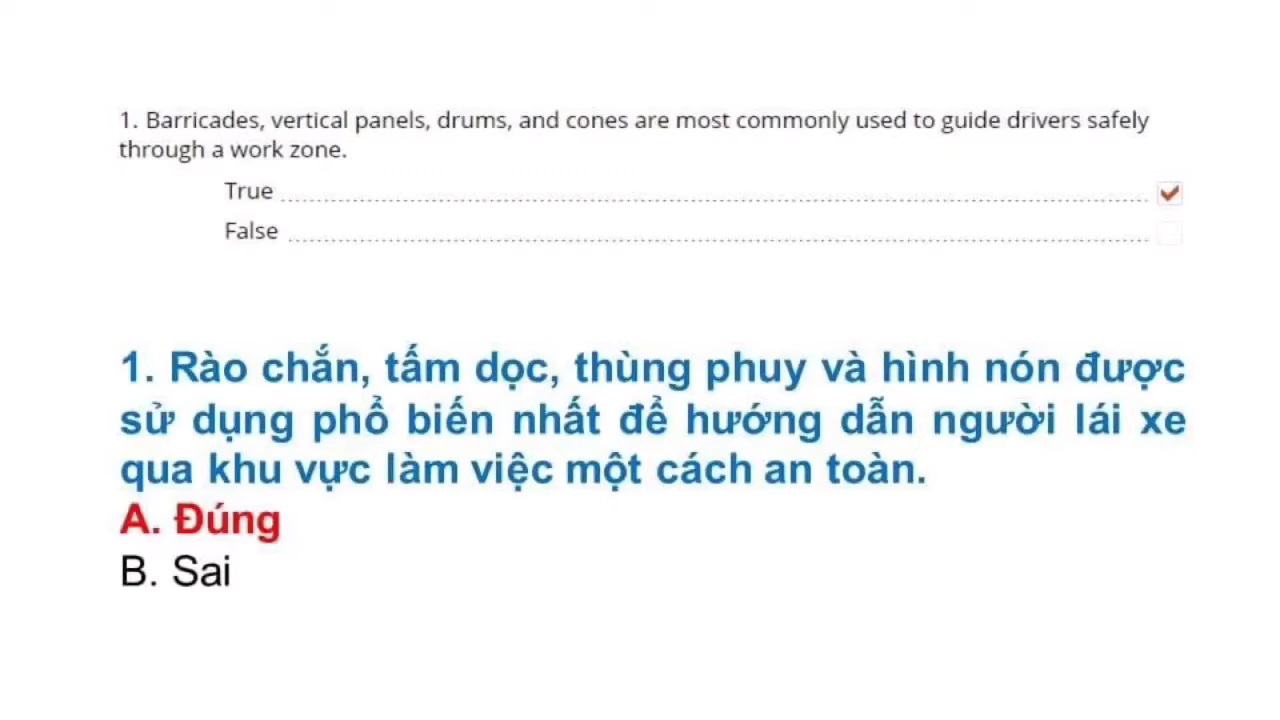 1. Barricades, vertical panels, drums, and cones are most commonly used to guide drivers safely
through a work zone.
True
False
1. Rào chắn, tấm dọc, thùng phuy và hình nón được
sử dụng phổ biến nhất để hướng dẫn người lái xe
qua khu vực làm việc một cách an toàn.
A. Đúng
B. Sai